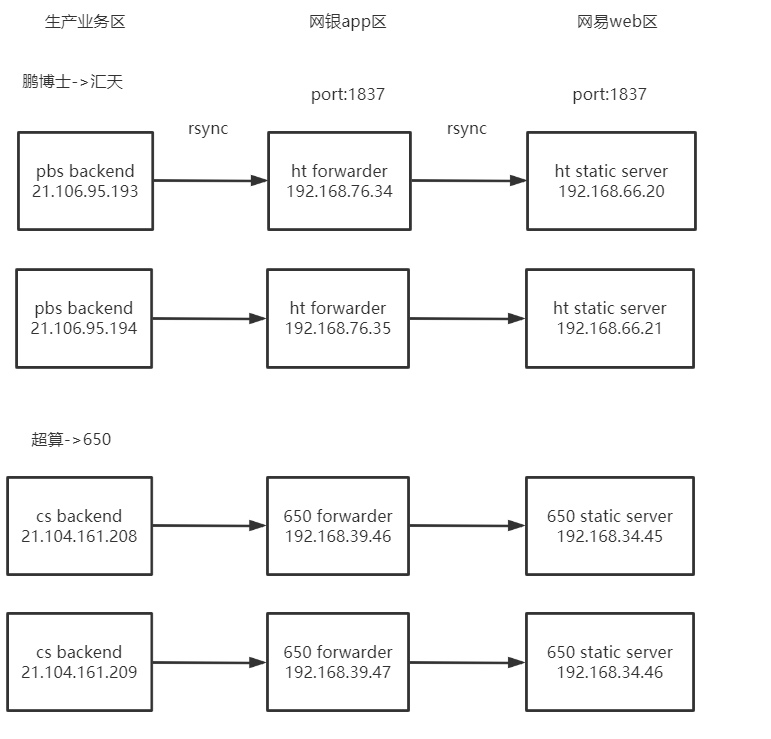 生产业务区
网银app区
网易web区
鹏博士->汇天
port:1837
port:1837
rsync
rsync
pbs backend
21.106.95.193
ht forwarder
192.168.76.34
ht static server
192.168.66.20
pbs backend
21.106.95.194
ht forwarder
192.168.76.35
ht static server
192.168.66.21
超算->650
cs backend
21.104.161.208
650 forwarder
192.168.39.46
650 static server
192.168.34.45
cs backend
21.104.161.209
650 forwarder
192.168.39.47
650 static server
192.168.34.46